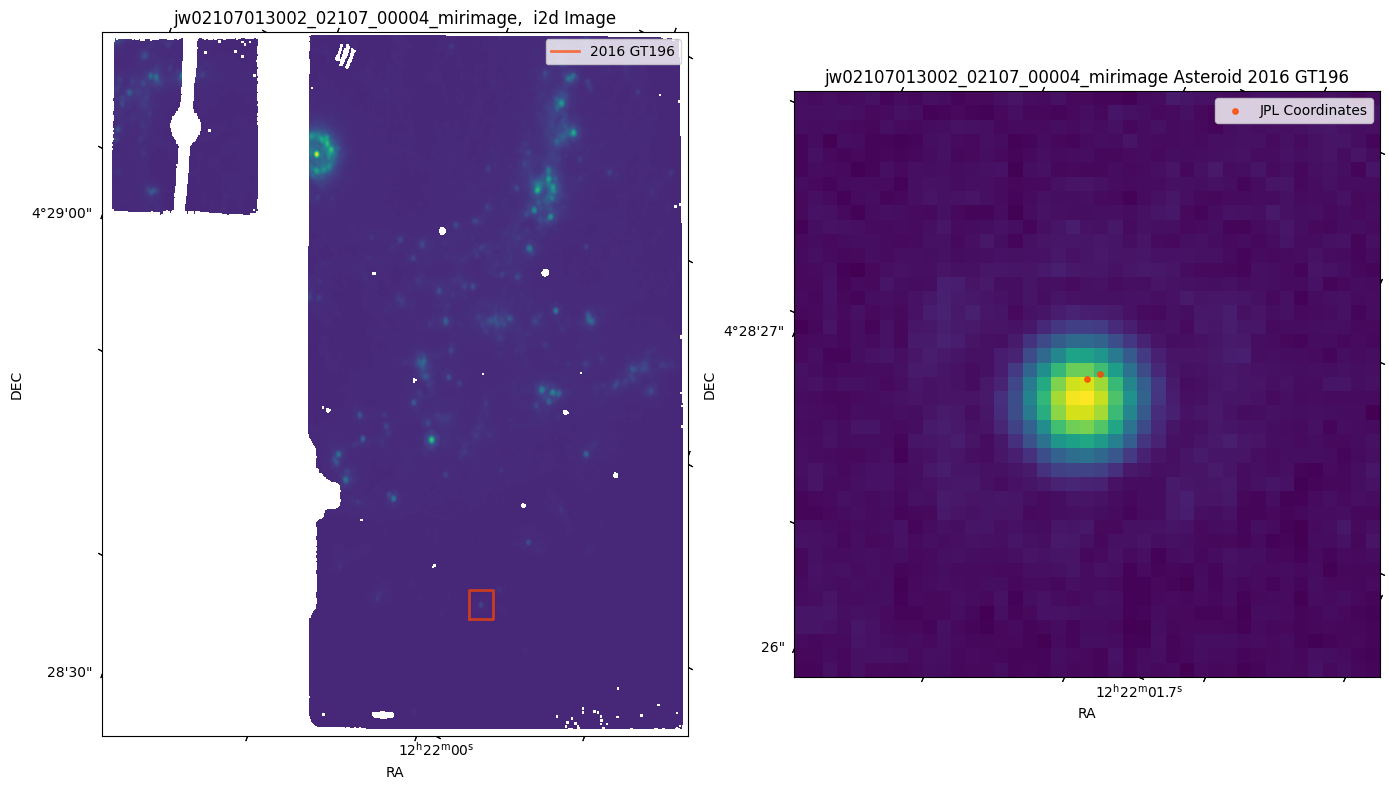 jw02107013002_02107_00004_mirimage,  i2d Image
2016 GT196
4°29'00"
28'30"
DEC
12ʰ22ᵐ00ˢ
RA
jw02107013002_02107_00004_mirimage Asteroid 2016 GT196
JPL Coordinates
4°28'27"
26"
DEC
12ʰ22ᵐ01.7ˢ
RA